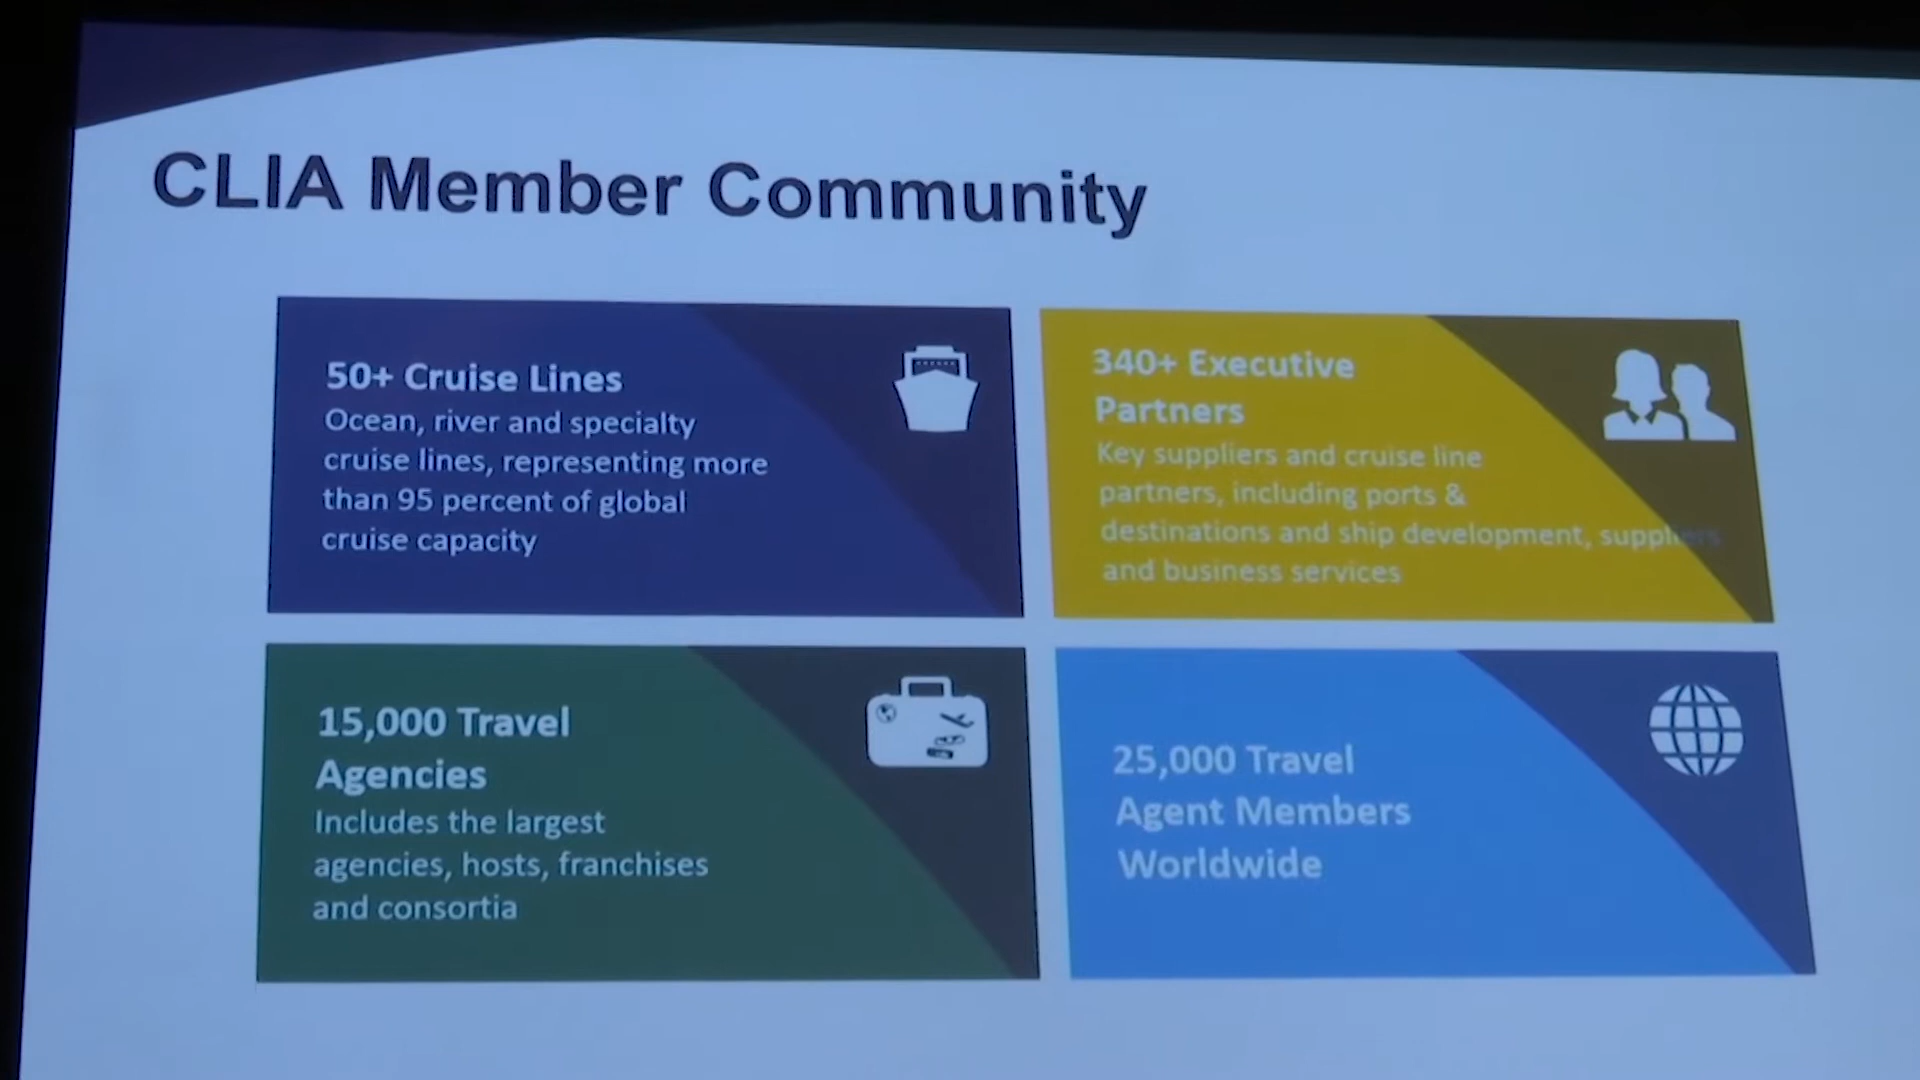 CLIA Member Community
50+ Cruise Lines
Ocean, river and specialty
cruise lines, representing more
than 95 percent of global
cruise capacity
340+ Executive
Partners
Key suppliers and cruise line
partners, including ports &
destinations and ship development, suppliers
and business services
15,000 Travel
Agencies
Includes the largest
agencies, hosts, franchises
and consortia
25,000 Travel
Agent Members
Worldwide